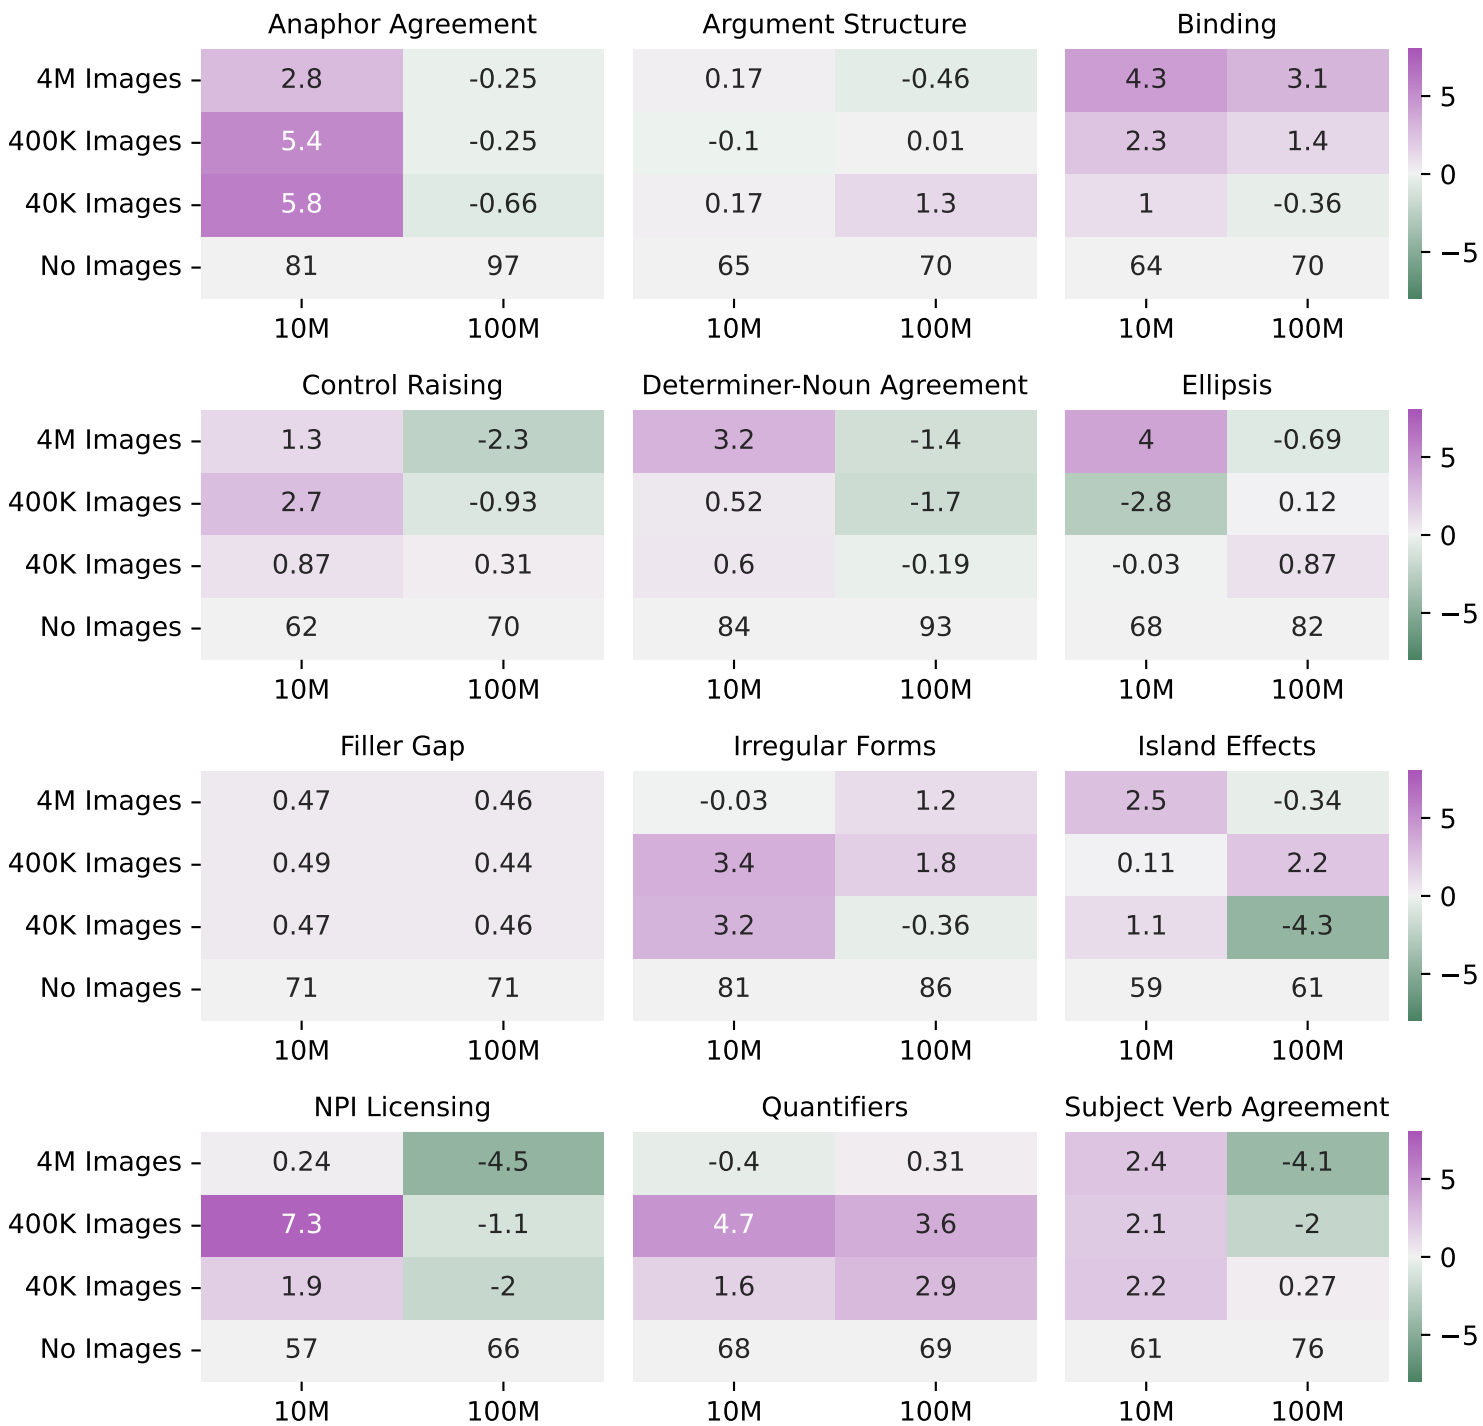 Anaphor Agreement Argument Structure Binding
4M Images 2.8 -0.25 0.17 -0.46 4.3 3.1
5
400K Images 5.4 -0.25 -0.1 0.01 2.3 1.4
0
40K Images 5.8 -0.66 0.17 1.3 1 -0.36
−5
No Images 81 97 65 70 64 70
10M 100M 10M 100M 10M 100M
Control Raising Determiner-Noun Agreement Ellipsis
4M Images 1.3 -2.3 3.2 -1.4 4 -0.69
5
400K Images 2.7 -0.93 0.52 -1.7 -2.8 0.12
0
40K Images 0.87 0.31 0.6 -0.19 -0.03 0.87
−5
No Images 62 70 84 93 68 82
10M 100M 10M 100M 10M 100M
Filler Gap Irregular Forms Island Effects
4M Images 0.47 0.46 -0.03 1.2 2.5 -0.34
5
400K Images 0.49 0.44 3.4 1.8 0.11 2.2
0
40K Images 0.47 0.46 3.2 -0.36 1.1 -4.3
−5
No Images 71 71 81 86 59 61
10M 100M 10M 100M 10M 100M
NPI Licensing Quantifiers Subject Verb Agreement
4M Images 0.24 -4.5 -0.4 0.31 2.4 -4.1
5
400K Images 7.3 -1.1 4.7 3.6 2.1 -2
0
40K Images 1.9 -2 1.6 2.9 2.2 0.27
−5
No Images 57 66 68 69 61 76
10M 100M 10M 100M 10M 100M